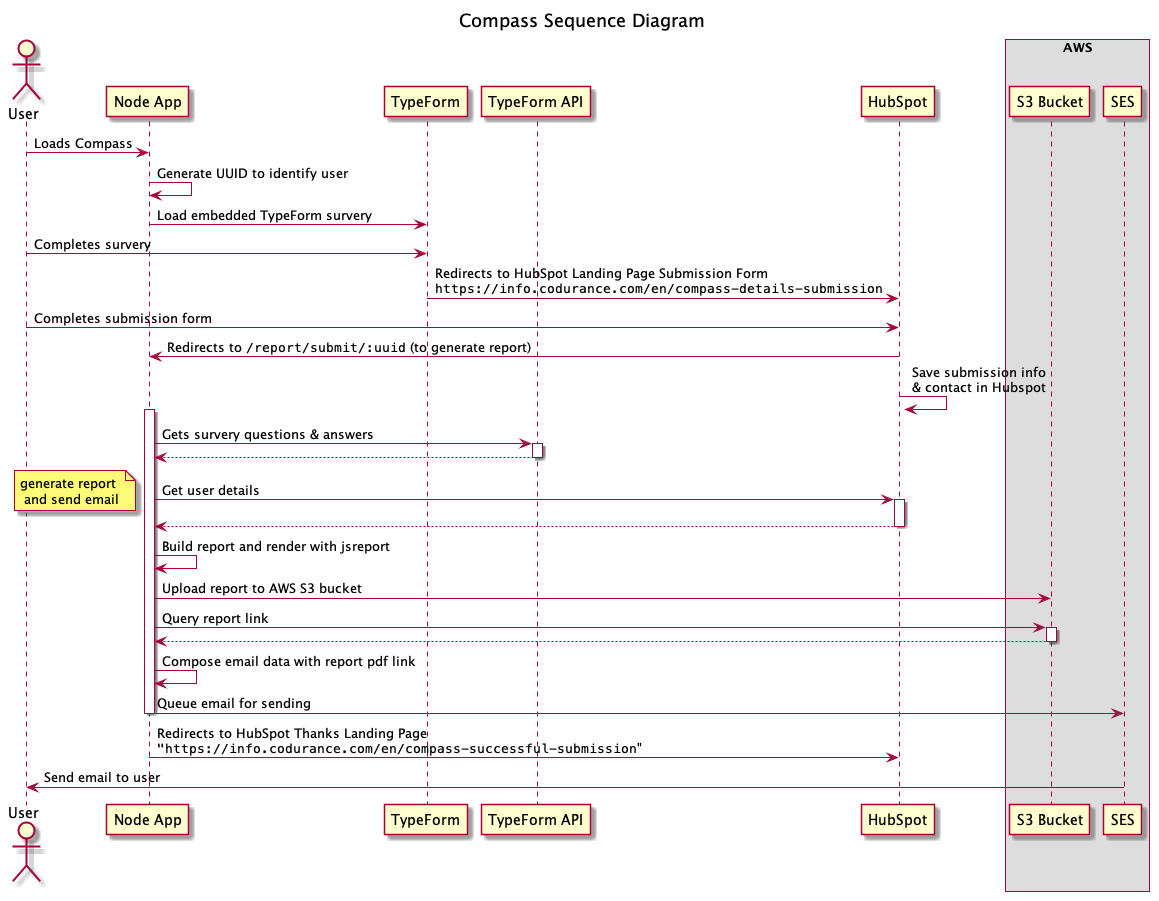 Compass Sequence Diagram
AWS
User
Node App
TypeForm
TypeForm API
HubSpot
S3 Bucket
SES
Loads Compass
Generate UUID to identify user
Load embedded TypeForm survery
Completes survery
Redirects to HubSpot Landing Page Submission Form
https://info.codurance.com/en/compass-details-submission
Completes submission form
Redirects to /report/submit/:uuid (to generate report)
Save submission info
& contact in Hubspot
Gets survery questions & answers
generate report
and send email
Get user details
Build report and render with jsreport
Upload report to AWS S3 bucket
Query report link
Compose email data with report pdf link
Queue email for sending
Redirects to HubSpot Thanks Landing Page
"https://info.codurance.com/en/compass-successful-submission"
Send email to user
User
Node App
TypeForm
TypeForm API
HubSpot
S3 Bucket
SES